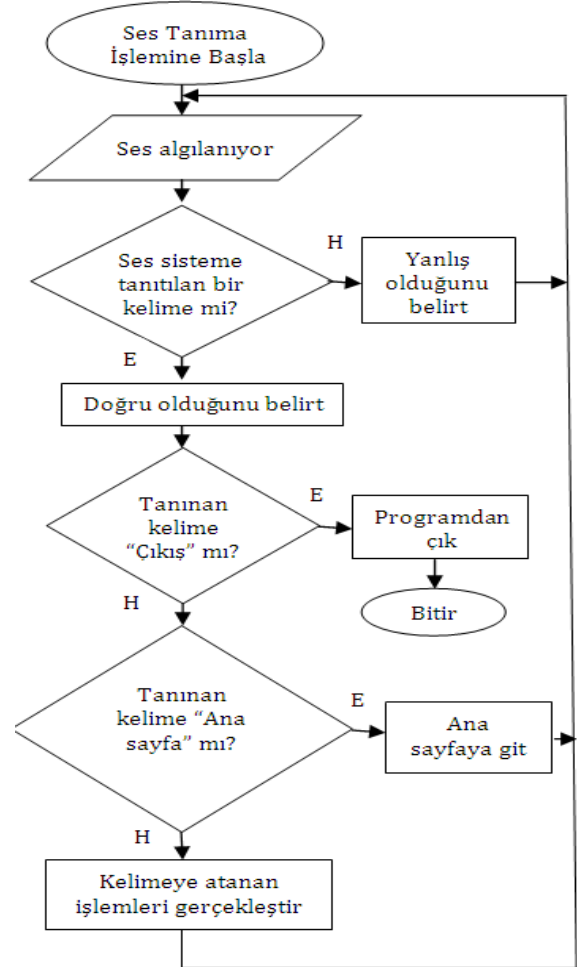 Ses Tanıma
İşlemine Başla
Ses algılanıyor
H
Ses sisteme
tanıtılan bir
kelime mi?
Yanlış
olduğunu
belirt
E
Doğru olduğunu belirt
E
Tanınan
kelime
“Çıkış” mı?
Programdan
çık
H
Bitir
E
Tanınan
kelime “Ana
sayfa” mı?
Ana
sayfaya git
H
Kelimeye atanan
işlemleri gerçekleştir